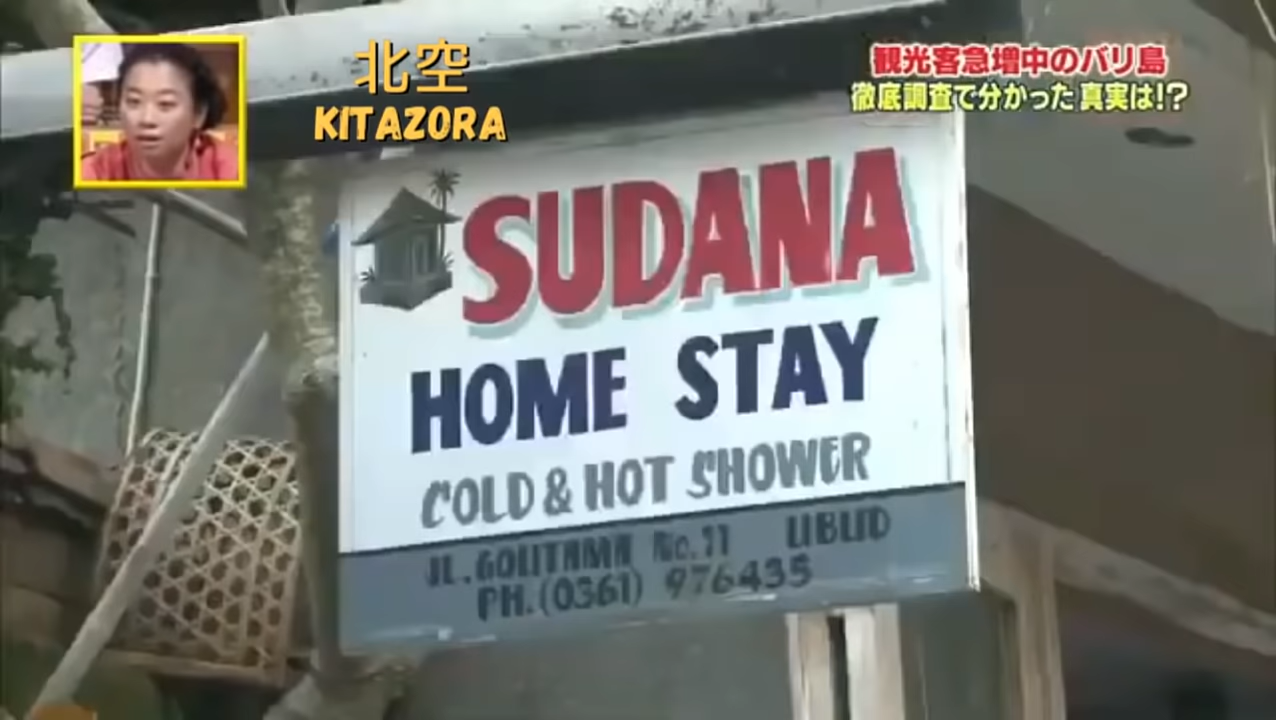 北空
KITAZORA
観光客急増中のバリ島
徹底調査で分かった真実は!?
SUDANA
HOME STAY
COLD & HOT SHOWER
JL. GOUTAMA No. 11 UBUD
PH. (0361) 976435